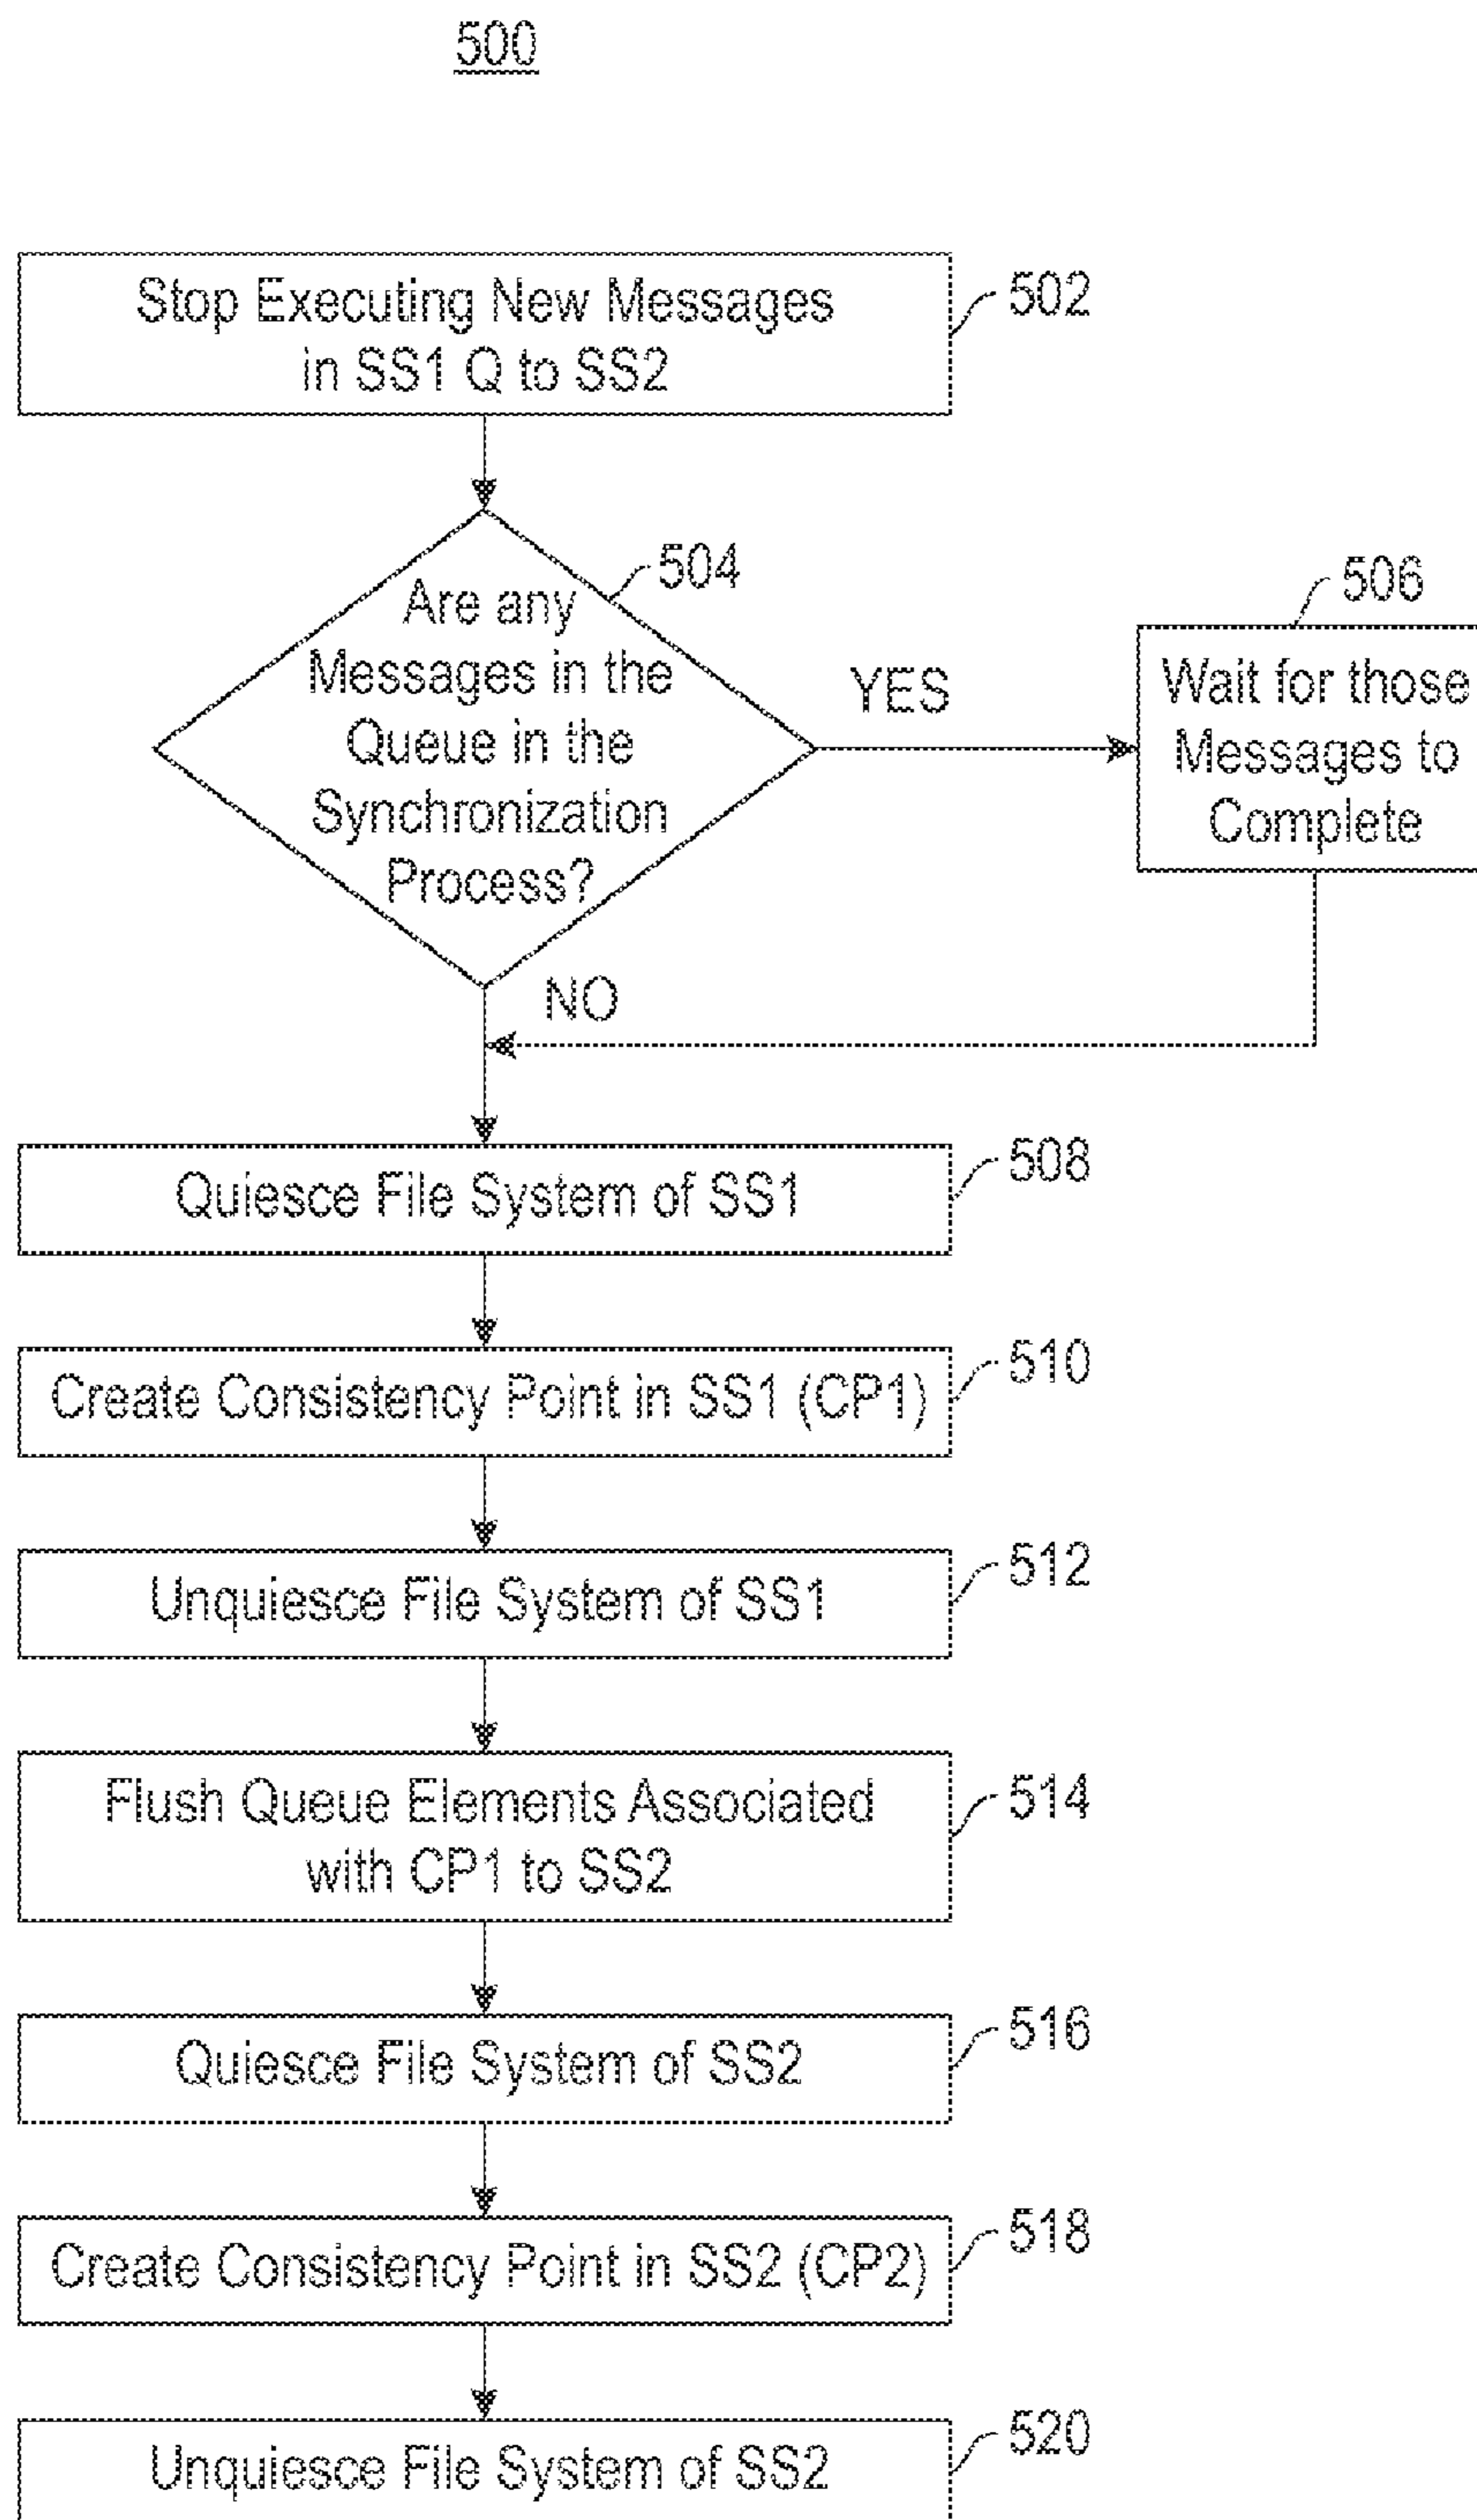 500
Stop Executing New Messages
in SS1 Q to SS2
502
Are any
Messages in the
Queue in the
Synchronization
Process?
504
YES
506
Wait for those
Messages to
Complete
NO
Quiesce File System of SS1
508
Create Consistency Point in SS1 (CP1)
510
Unquiesce File System of SS1
512
Flush Queue Elements Associated
with CP1 to SS2
514
Quiesce File System of SS2
516
Create Consistency Point in SS2 (CP2)
518
Unquiesce File System of SS2
520